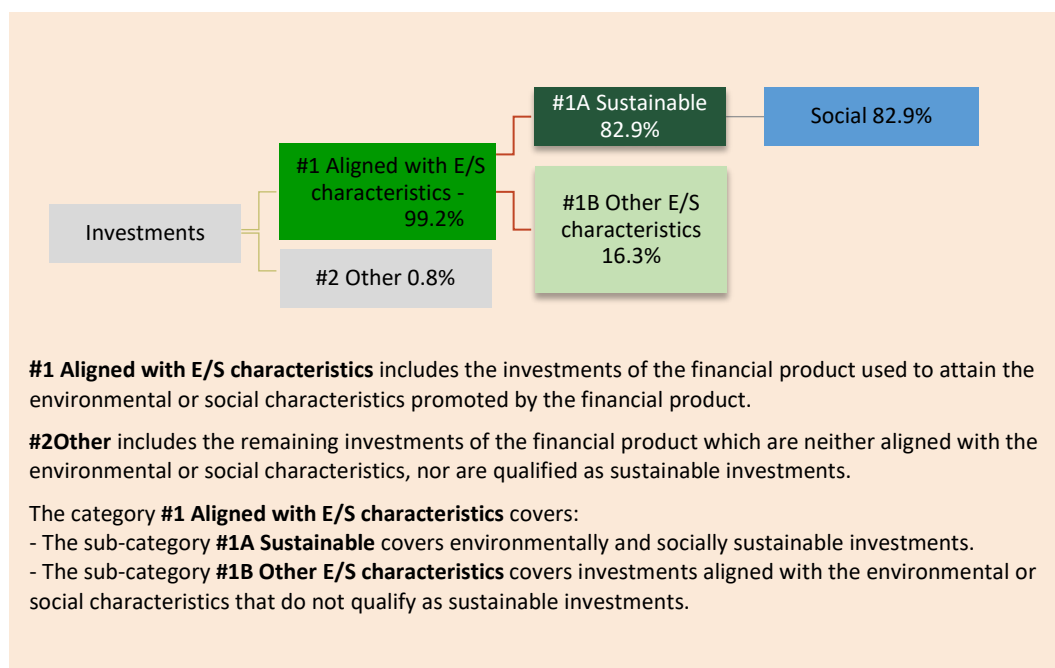 #1A Sustainable
82.9%
Social 82.9%
#1 Aligned with E/S
characteristics -
99.2%
#1B Other E/S
characteristics
16.3%
Investments
#2 Other 0.8%
#1 Aligned with E/S characteristics includes the investments of the financial product used to attain the
environmental or social characteristics promoted by the financial product.
#2Other includes the remaining investments of the financial product which are neither aligned with the
environmental or social characteristics, nor are qualified as sustainable investments.
The category #1 Aligned with E/S characteristics covers:
- The sub-category #1A Sustainable covers environmentally and socially sustainable investments.
- The sub-category #1B Other E/S characteristics covers investments aligned with the environmental or
social characteristics that do not qualify as sustainable investments.